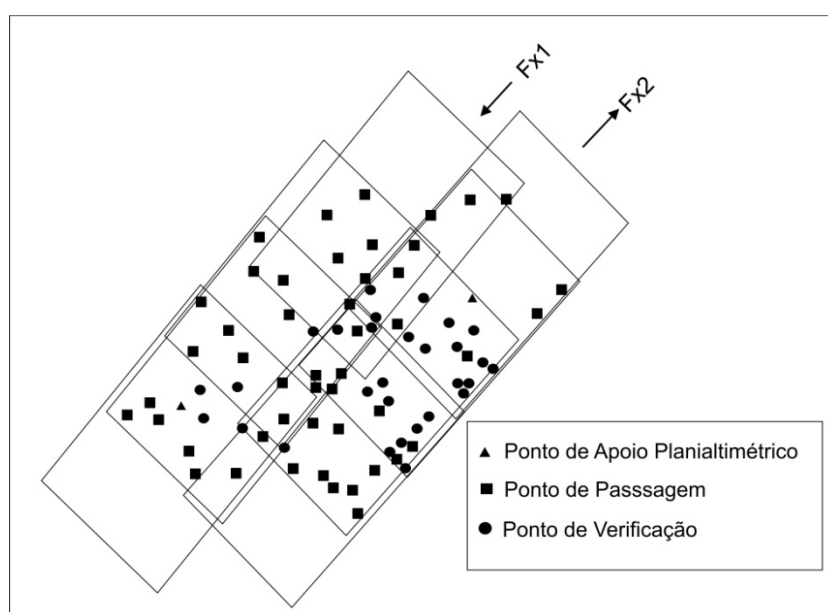 Fx1
Fx2
Ponto de Apoio Planialtimétrico
Ponto de Passsagem
Ponto de Verificação